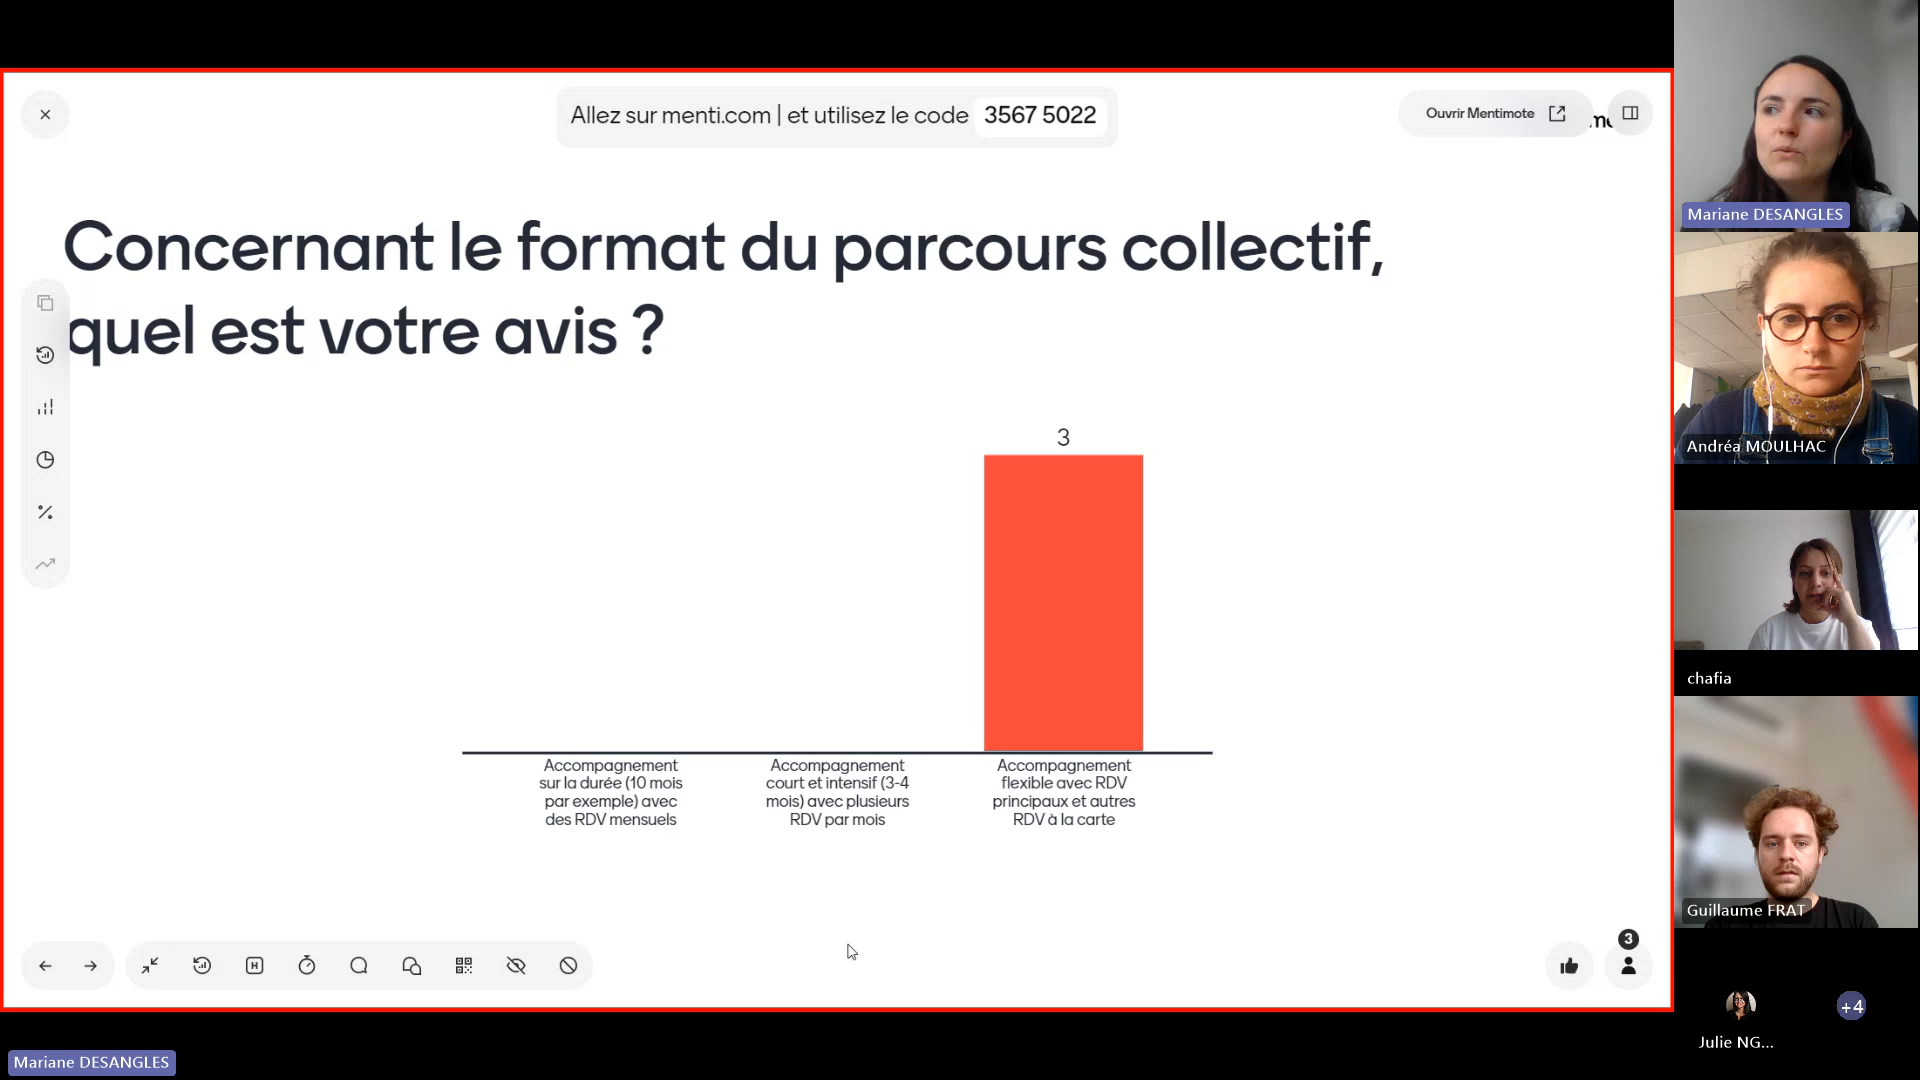 Allez sur menti.com | et utilisez le code 3567 5022
Ouvrir Mentimote
Concernant le format du parcours collectif,
quel est votre avis ?
3
Accompagnement
sur la durée (10 mois
par exemple) avec
des RDV mensuels
Accompagnement
court et intensif (3-4
mois) avec plusieurs
RDV par mois
Accompagnement
flexible avec RDV
principaux et autres
RDV à la carte
3
Mariane DESANGLES
Andréa MOULHAC
chafia
Guillaume FRAT
Julie NG...
+4
Mariane DESANGLES